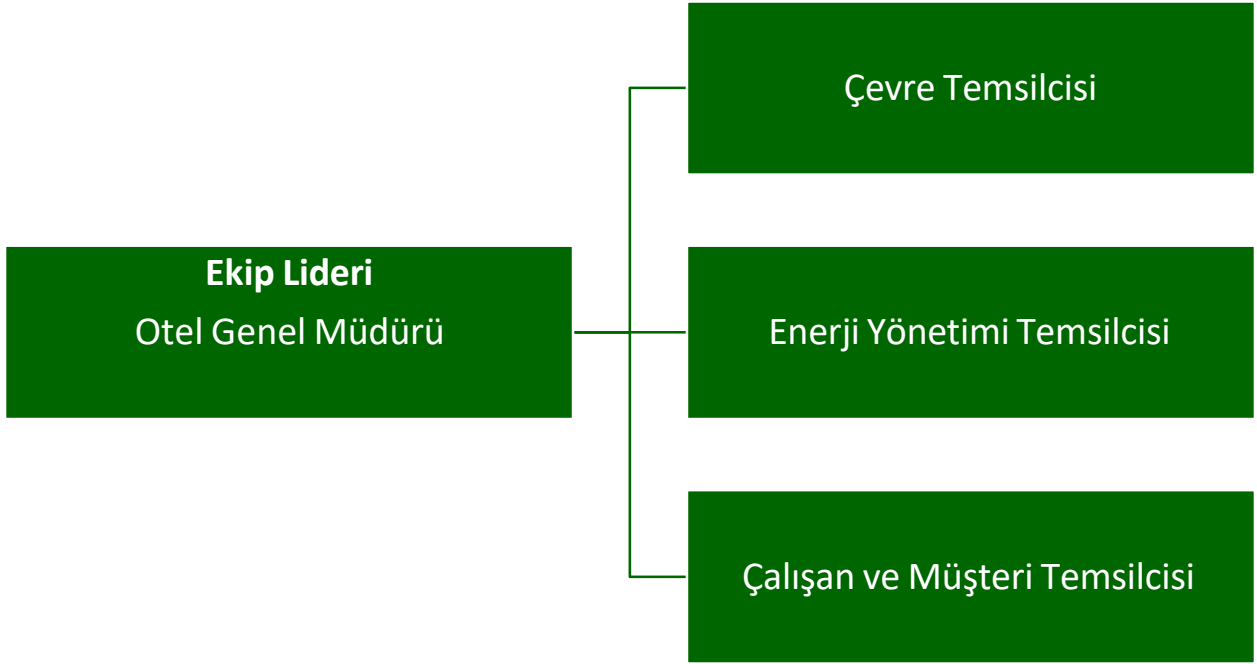 Çevre Temsilcisi
Ekip Lideri
Otel Genel Müdürü
Enerji Yönetimi Temsilcisi
Çalışan ve Müşteri Temsilcisi